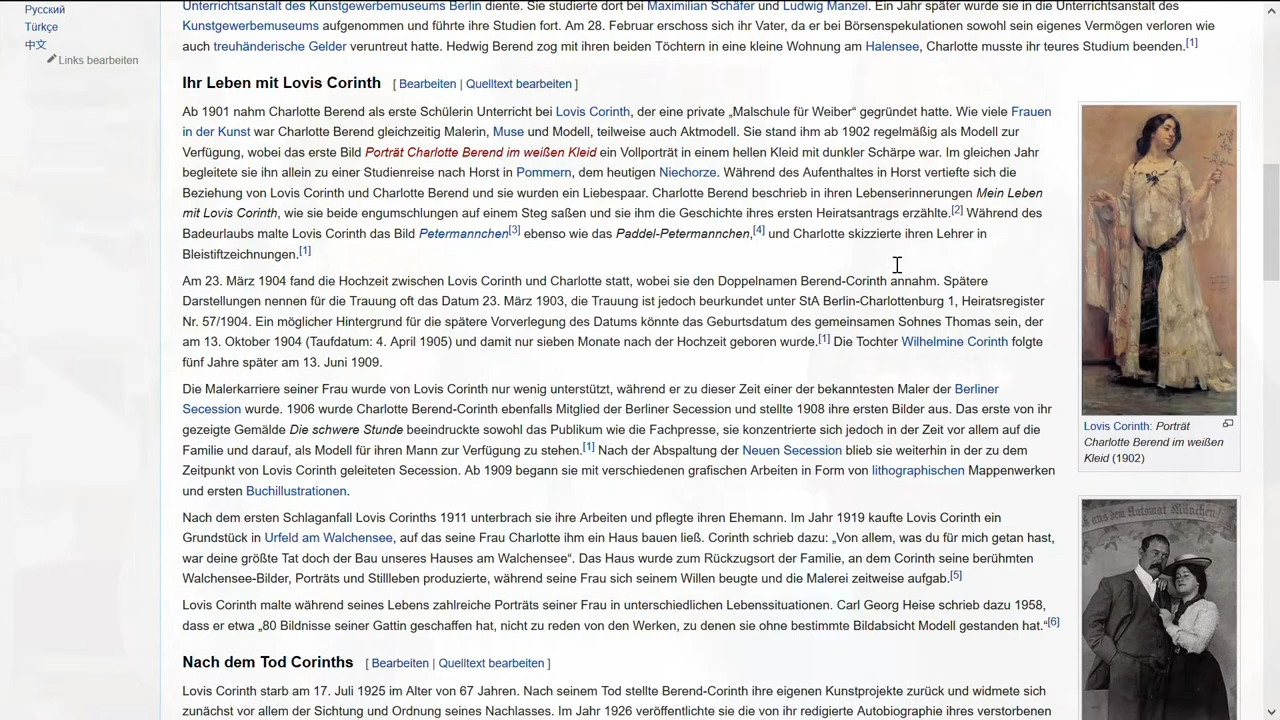 Русский
Türkçe
中文
Links bearbeiten
Unterrichtsanstalt des Kunstgewerbemuseums Berlin diente. Sie studierte dort bei Maximilian Schäfer und Ludwig Manzel. Ein Jahr später wurde sie in die Unterrichtsanstalt des
Kunstgewerbemuseums aufgenommen und führte ihre Studien fort. Am 28. Februar erschoss sich ihr Vater, da er bei Börsenspekulationen sowohl sein eigenes Vermögen verloren wie
auch treuhänderische Gelder veruntreut hatte. Hedwig Berend zog mit ihren beiden Töchtern in eine kleine Wohnung am Halensee, Charlotte musste ihr teures Studium beenden.[1]
Ihr Leben mit Lovis Corinth [ Bearbeiten | Quelltext bearbeiten ]
Ab 1901 nahm Charlotte Berend als erste Schülerin Unterricht bei Lovis Corinth, der eine private „Malschule für Weiber“ gegründet hatte. Wie viele Frauen
in der Kunst war Charlotte Berend gleichzeitig Malerin, Muse und Modell, teilweise auch Aktmodell. Sie stand ihm ab 1902 regelmäßig als Modell zur
Verfügung, wobei das erste Bild Porträt Charlotte Berend im weißen Kleid ein Vollporträt in einem hellen Kleid mit dunkler Schärpe war. Im gleichen Jahr
begleitete sie ihn allein zu einer Studienreise nach Horst in Pommern, dem heutigen Niechorze. Während des Aufenthaltes in Horst vertiefte sich die
Beziehung von Lovis Corinth und Charlotte Berend und sie wurden ein Liebespaar. Charlotte Berend beschrieb in ihren Lebenserinnerungen Mein Leben
mit Lovis Corinth, wie sie beide engumschlungen auf einem Steg saßen und sie ihm die Geschichte ihres ersten Heiratsantrags erzählte.[2] Während des
Badeurlaubs malte Lovis Corinth das Bild Petermannchen[3] ebenso wie das Paddel-Petermannchen,[4] und Charlotte skizzierte ihren Lehrer in
Bleistiftzeichnungen.[1]
Am 23. März 1904 fand die Hochzeit zwischen Lovis Corinth und Charlotte statt, wobei sie den Doppelnamen Berend-Corinth annahm. Spätere
Darstellungen nennen für die Trauung oft das Datum 23. März 1903, die Trauung ist jedoch beurkundet unter StA Berlin-Charlottenburg 1, Heiratsregister
Nr. 57/1904. Ein möglicher Hintergrund für die spätere Vorverlegung des Datums könnte das Geburtsdatum des gemeinsamen Sohnes Thomas sein, der
am 13. Oktober 1904 (Taufdatum: 4. April 1905) und damit nur sieben Monate nach der Hochzeit geboren wurde.[1] Die Tochter Wilhelmine Corinth folgte
fünf Jahre später am 13. Juni 1909.
Die Malerkarriere seiner Frau wurde von Lovis Corinth nur wenig unterstützt, während er zu dieser Zeit einer der bekanntesten Maler der Berliner
Secession wurde. 1906 wurde Charlotte Berend-Corinth ebenfalls Mitglied der Berliner Secession und stellte 1908 ihre ersten Bilder aus. Das erste von ihr
gezeigte Gemälde Die schwere Stunde beeindruckte sowohl das Publikum wie die Fachpresse, sie konzentrierte sich jedoch in der Zeit vor allem auf die
Familie und darauf, als Modell für ihren Mann zur Verfügung zu stehen.[1] Nach der Abspaltung der Neuen Secession blieb sie weiterhin in der zu dem
Zeitpunkt von Lovis Corinth geleiteten Secession. Ab 1909 begann sie mit verschiedenen grafischen Arbeiten in Form von lithographischen Mappenwerken
und ersten Buchillustrationen.
Nach dem ersten Schlaganfall Lovis Corinths 1911 unterbrach sie ihre Arbeiten und pflegte ihren Ehemann. Im Jahr 1919 kaufte Lovis Corinth ein
Grundstück in Urfeld am Walchensee, auf das seine Frau Charlotte ihm ein Haus bauen ließ. Corinth schrieb dazu: „Von allem, was du für mich getan hast,
war deine größte Tat doch der Bau unseres Hauses am Walchensee“. Das Haus wurde zum Rückzugsort der Familie, an dem Corinth seine berühmten
Walchensee-Bilder, Porträts und Stillleben produzierte, während seine Frau sich seinem Willen beugte und die Malerei zeitweise aufgab.[5]
Lovis Corinth malte während seines Lebens zahlreiche Porträts seiner Frau in unterschiedlichen Lebenssituationen. Carl Georg Heise schrieb dazu 1958,
dass er etwa „80 Bildnisse seiner Gattin geschaffen hat, nicht zu reden von den Werken, zu denen sie ohne bestimmte Bildabsicht Modell gestanden hat.“[6]
Nach dem Tod Corinths [ Bearbeiten | Quelltext bearbeiten ]
Lovis Corinth starb am 17. Juli 1925 im Alter von 67 Jahren. Nach seinem Tod stellte Berend-Corinth ihre eigenen Kunstprojekte zurück und widmete sich
zunächst vor allem der Sichtung und Ordnung seines Nachlasses. Im Jahr 1926 veröffentlichte sie die von ihr redigierte Autobiographie ihres verstorbenen
Lovis Corinth: Porträt
Charlotte Berend im weißen
Kleid (1902)
aus dem Automat München!